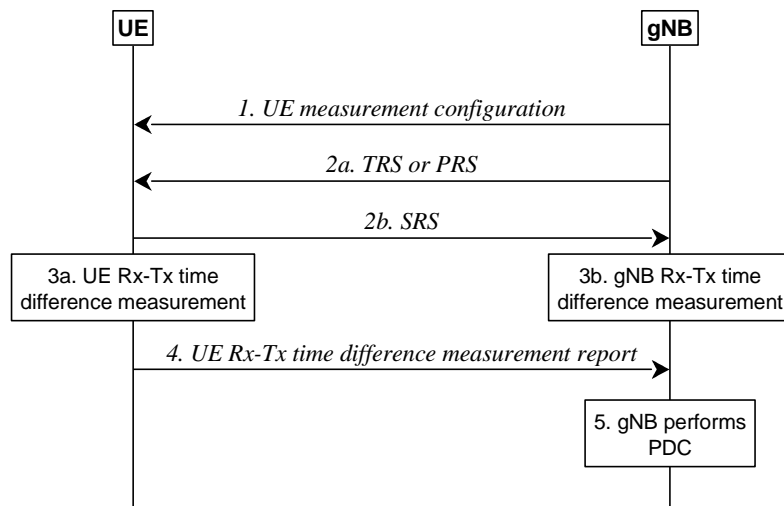 UE
gNB
1. UE measurement configuration
2a. TRS or PRS
2b. SRS
3a. UE Rx-Tx time
difference measurement
3b. gNB Rx-Tx time
difference measurement
4. UE Rx-Tx time difference measurement report
5. gNB performs
PDC